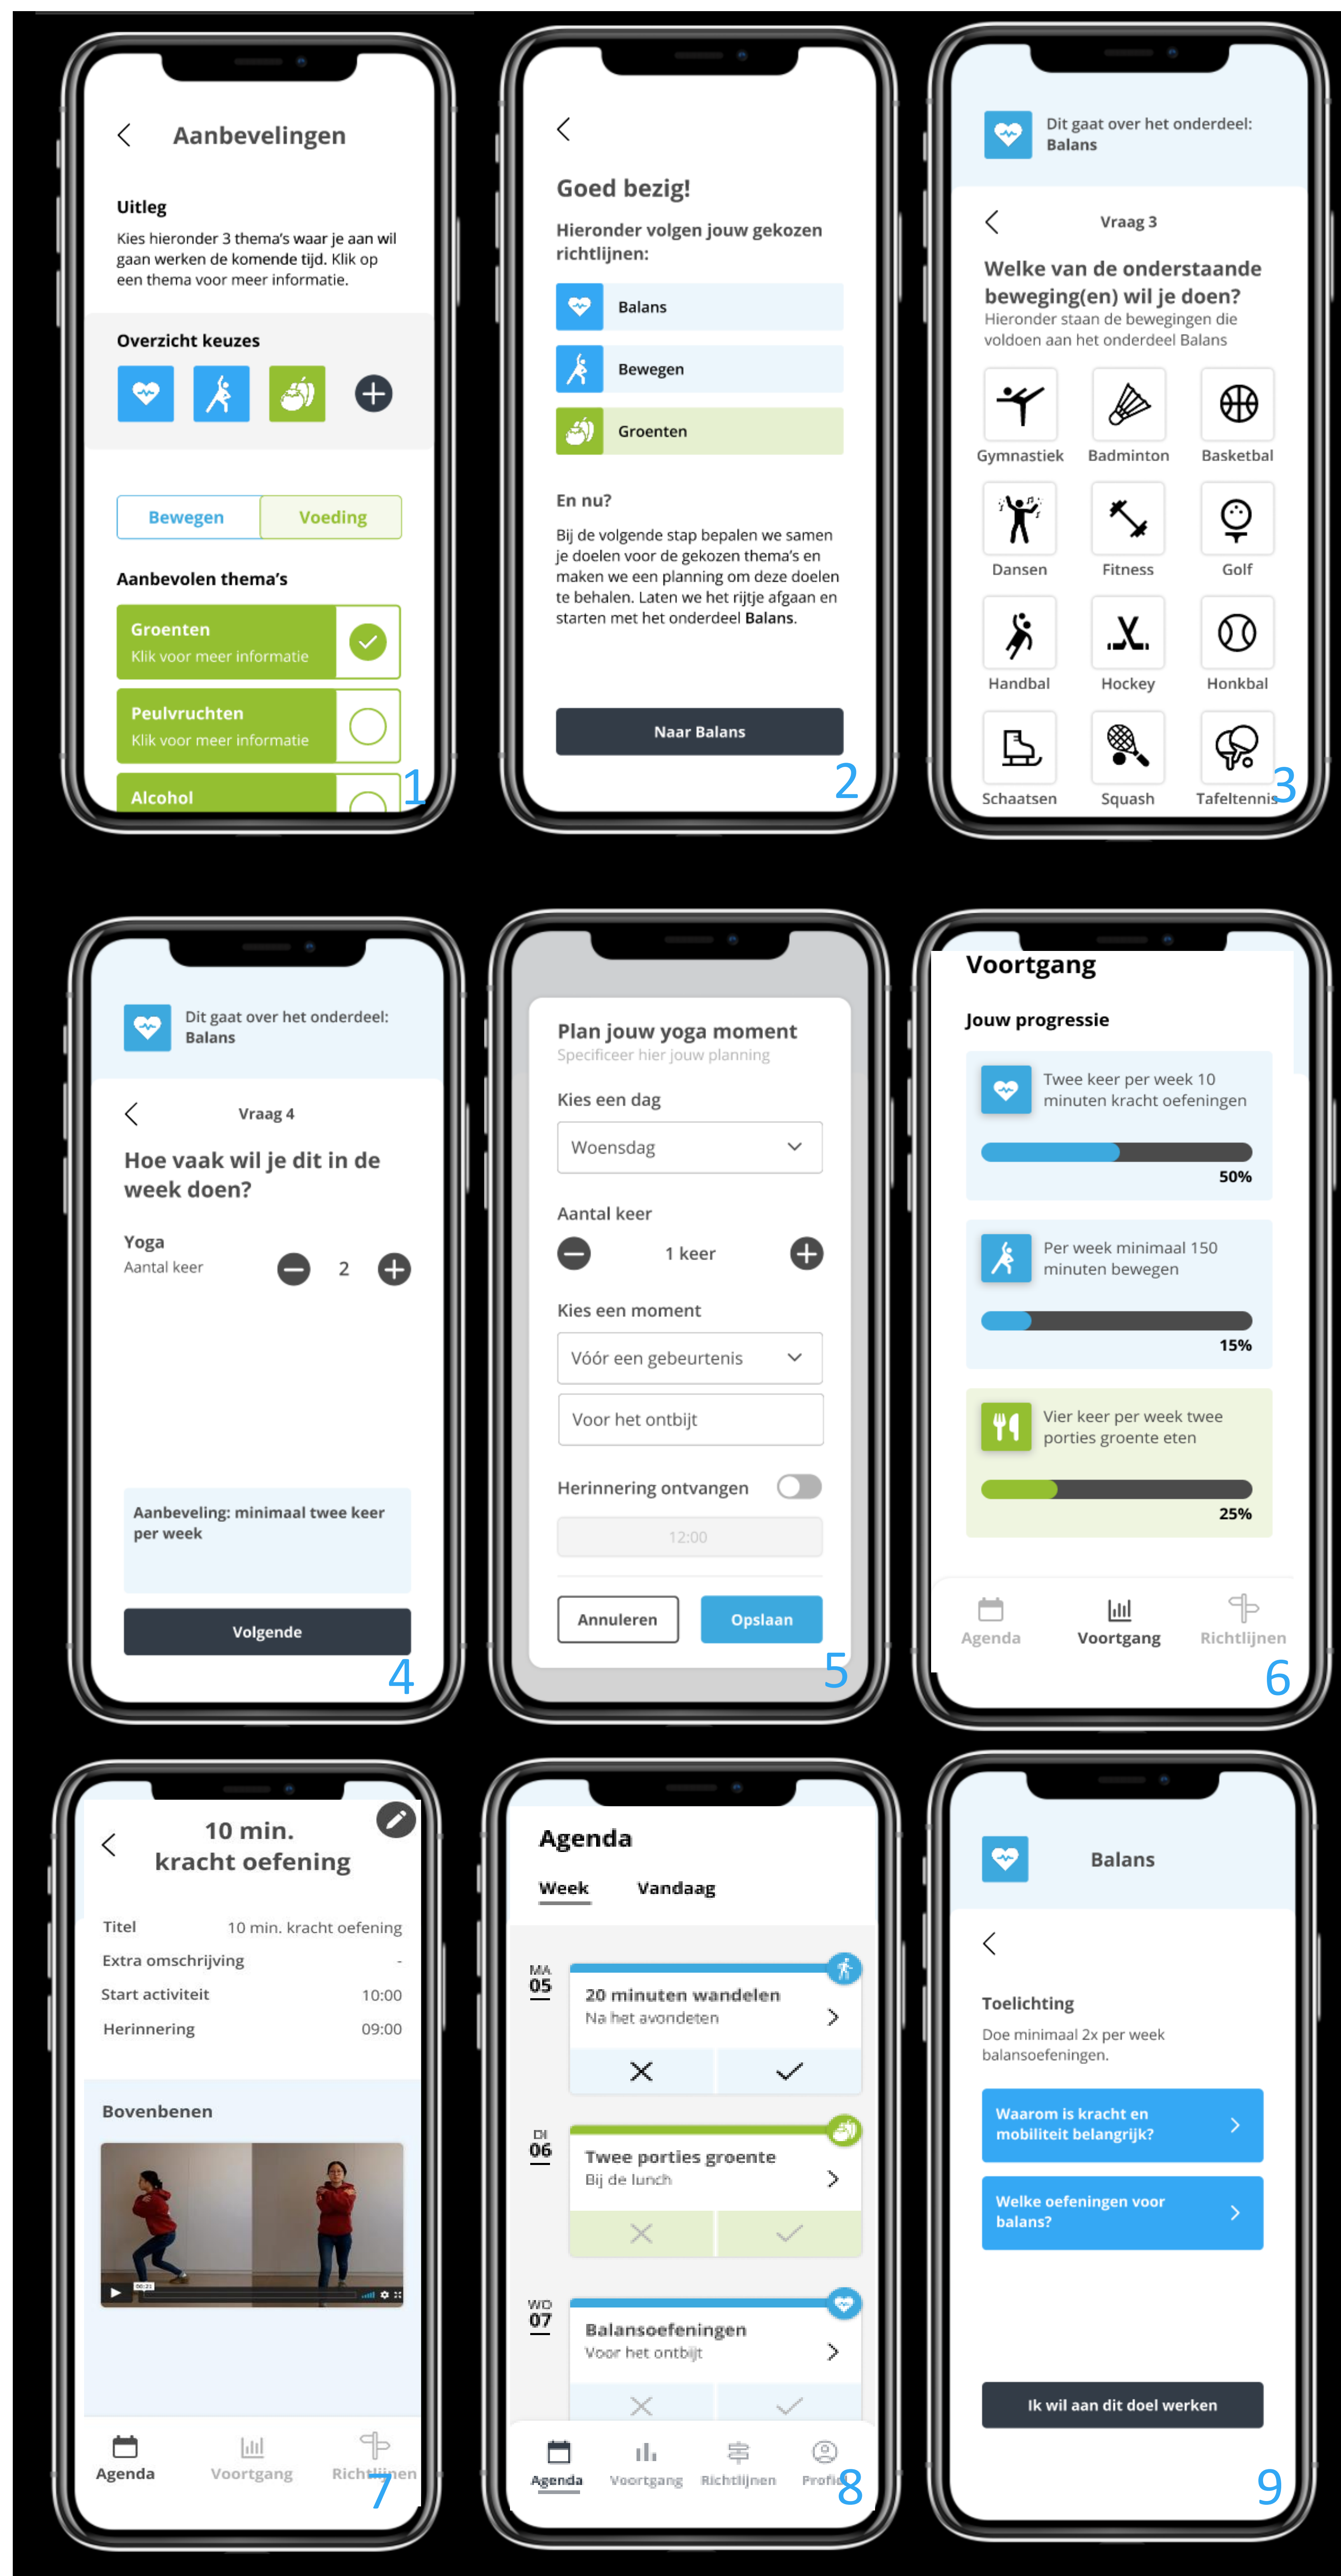 Aanbevelingen
Uitleg
Kies hieronder 3 thema's waar je aan wil
gaan werken de komende tijd. Klik op
een thema voor meer informatie.
Overzicht keuzes
Bewegen
Voeding
Aanbevolen thema's
Groenten
Klik voor meer informatie
Peulvruchten
Klik voor meer informatie
Alcohol
1
Goed bezig!
Hieronder volgen jouw gekozen
richtlijnen:
Balans
Bewegen
Groenten
En nu?
Bij de volgende stap bepalen we samen
je doelen voor de gekozen thema's en
maken we een planning om deze doelen
te behalen. Laten we het rijtje afgaan en
starten met het onderdeel Balans.
Naar Balans
2
Dit gaat over het onderdeel:
Balans
Vraag 3
Welke van de onderstaande
beweging(en) wil je doen?
Hieronder staan de bewegingen die
voldoen aan het onderdeel Balans
Gymnastiek Badminton Basketbal
Dansen Fitness Golf
Handbal Hockey Honkbal
Schaatsen Squash Tafeltennis
3
Dit gaat over het onderdeel:
Balans
Vraag 4
Hoe vaak wil je dit in de
week doen?
Yoga
Aantal keer
2
Aanbeveling: minimaal twee keer
per week
Volgende
4
Plan jouw yoga moment
Specificeer hier jouw planning
Kies een dag
Woensdag
Aantal keer
1 keer
Kies een moment
Vóór een gebeurtenis
Voor het ontbijt
Herinnering ontvangen
12:00
Annuleren
Opslaan
5
Voortgang
Jouw progressie
Twee keer per week 10
minuten kracht oefeningen
50%
Per week minimaal 150
minuten bewegen
15%
Vier keer per week twee
porties groente eten
25%
Agenda Voortgang Richtlijnen
6
10 min.
kracht oefening
Titel 10 min. kracht oefening
Extra omschrijving -
Start activiteit 10:00
Herinnering 09:00
Bovenbenen
00:21
Agenda Voortgang Richtlijnen
7
Agenda
Week Vandaag
MA
05
20 minuten wandelen
Na het avondeten
DI
06
Twee porties groente
Bij de lunch
WO
07
Balansoefeningen
Voor het ontbijt
Agenda Voortgang Richtlijnen Profiel
8
Balans
Toelichting
Doe minimaal 2x per week
balansoefeningen.
Waarom is kracht en
mobiliteit belangrijk?
Welke oefeningen voor
balans?
Ik wil aan dit doel werken
9